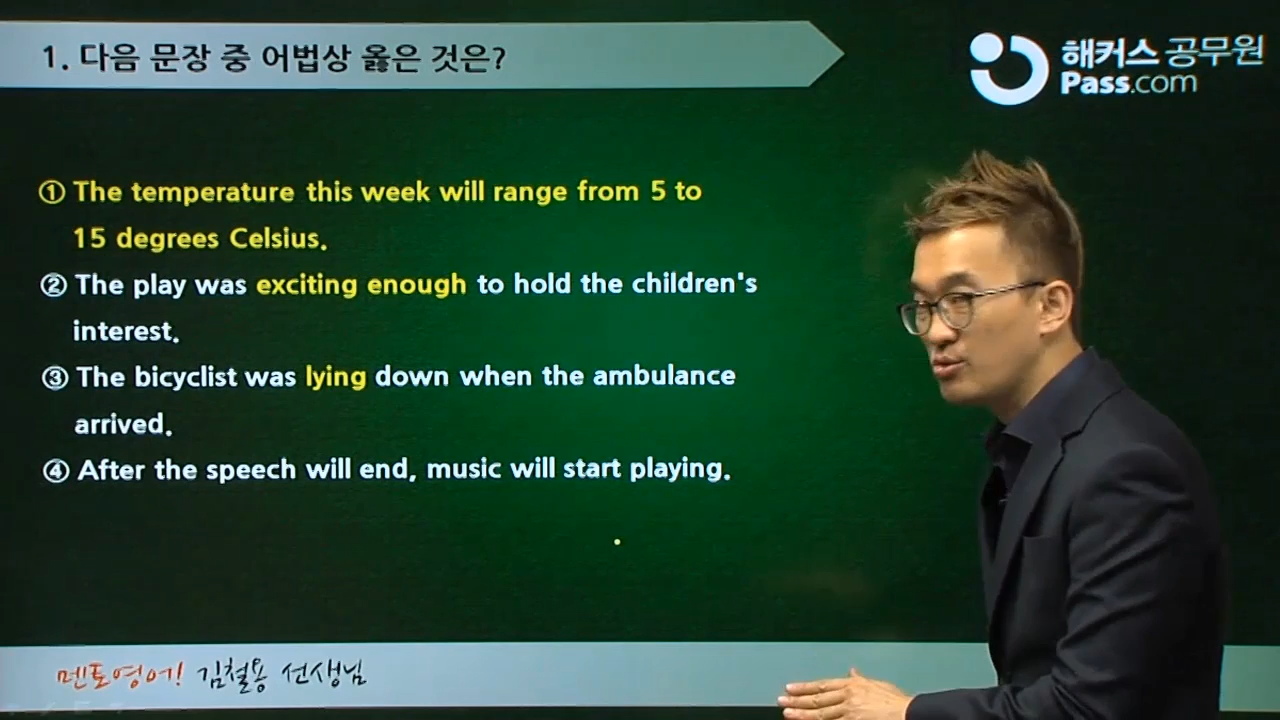 1. 다음 문장 중 어법상 옳은 것은?
해커스 공무원
Pass.com
① The temperature this week will range from 5 to
15 degrees Celsius.
② The play was exciting enough to hold the children's
interest.
③ The bicyclist was lying down when the ambulance
arrived.
④ After the speech will end, music will start playing.
멘토영어! 김철용 선생님